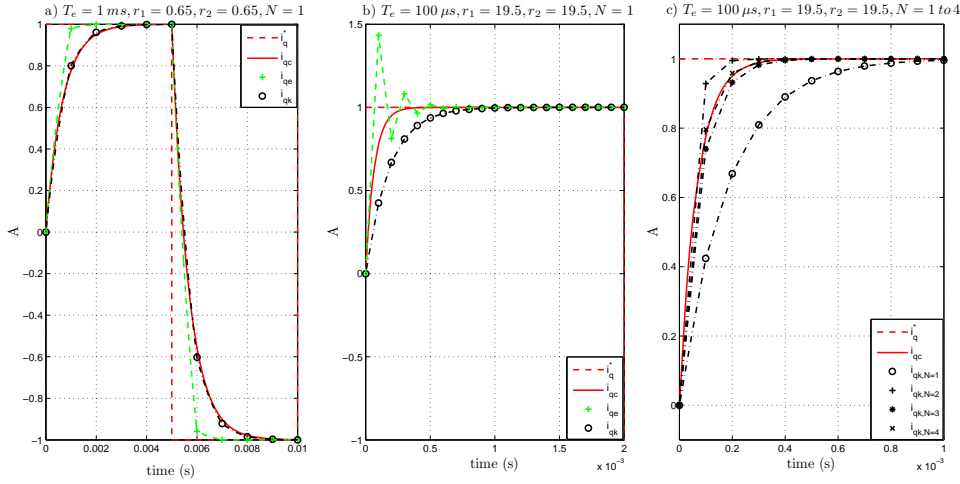 a) T_e = 1 ms, r_1 = 0.65, r_2 = 0.65, N = 1
1
0.8
0.6
0.4
0.2
0
−0.2
−0.4
−0.6
−0.8
−1
A
0
0.002
0.004
0.006
0.008
0.01
time (s)
i_q^*
i_qc
i_qe
i_qk
b) T_e = 100 μs, r_1 = 19.5, r_2 = 19.5, N = 1
1.5
1
0.5
0
−0.5
−1
A
0
0.5
1
1.5
2
x 10^-3
time (s)
i_q^*
i_qc
i_qe
i_qk
c) T_e = 100 μs, r_1 = 19.5, r_2 = 19.5, N = 1 to 4
1
0.8
0.6
0.4
0.2
0
A
0
0.2
0.4
0.6
0.8
1
x 10^-3
time (s)
i_q^*
i_qc
i_qk,N=1
i_qk,N=2
i_qk,N=3
i_qk,N=4